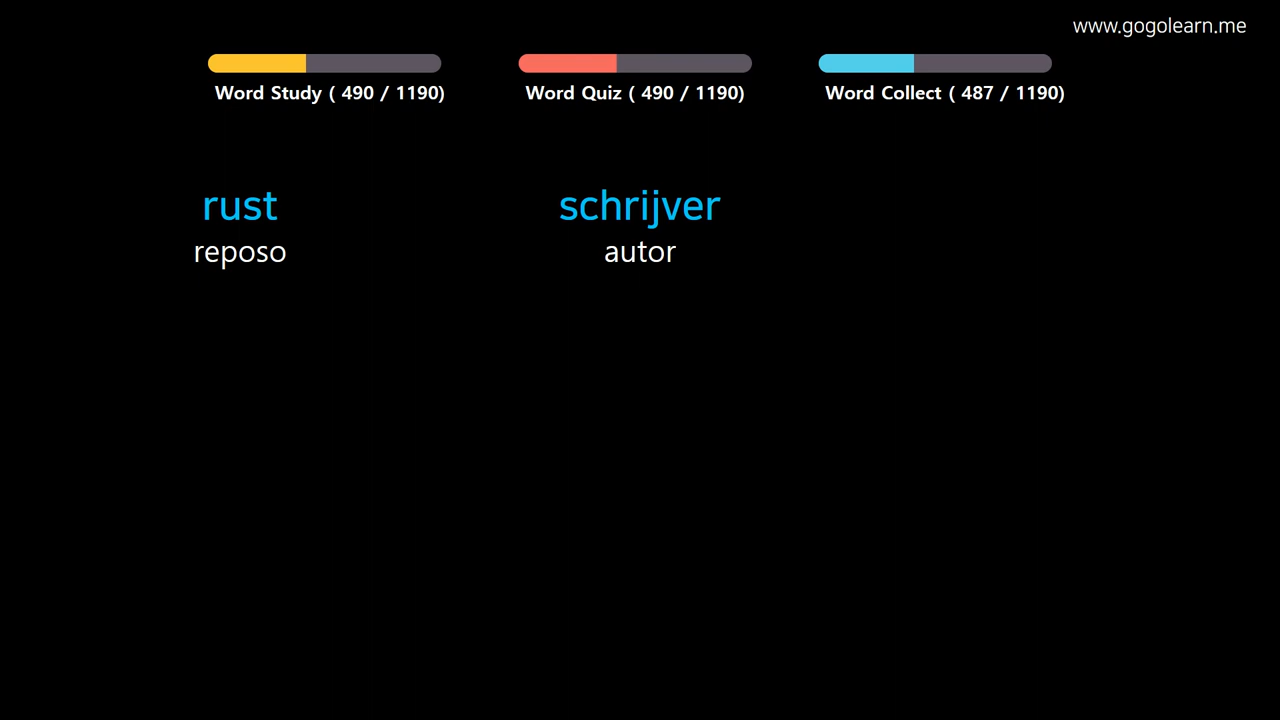 www.gogolearn.me
Word Study ( 490 / 1190)
Word Quiz ( 490 / 1190)
Word Collect ( 487 / 1190)
rust
reposo
schrijver
autor